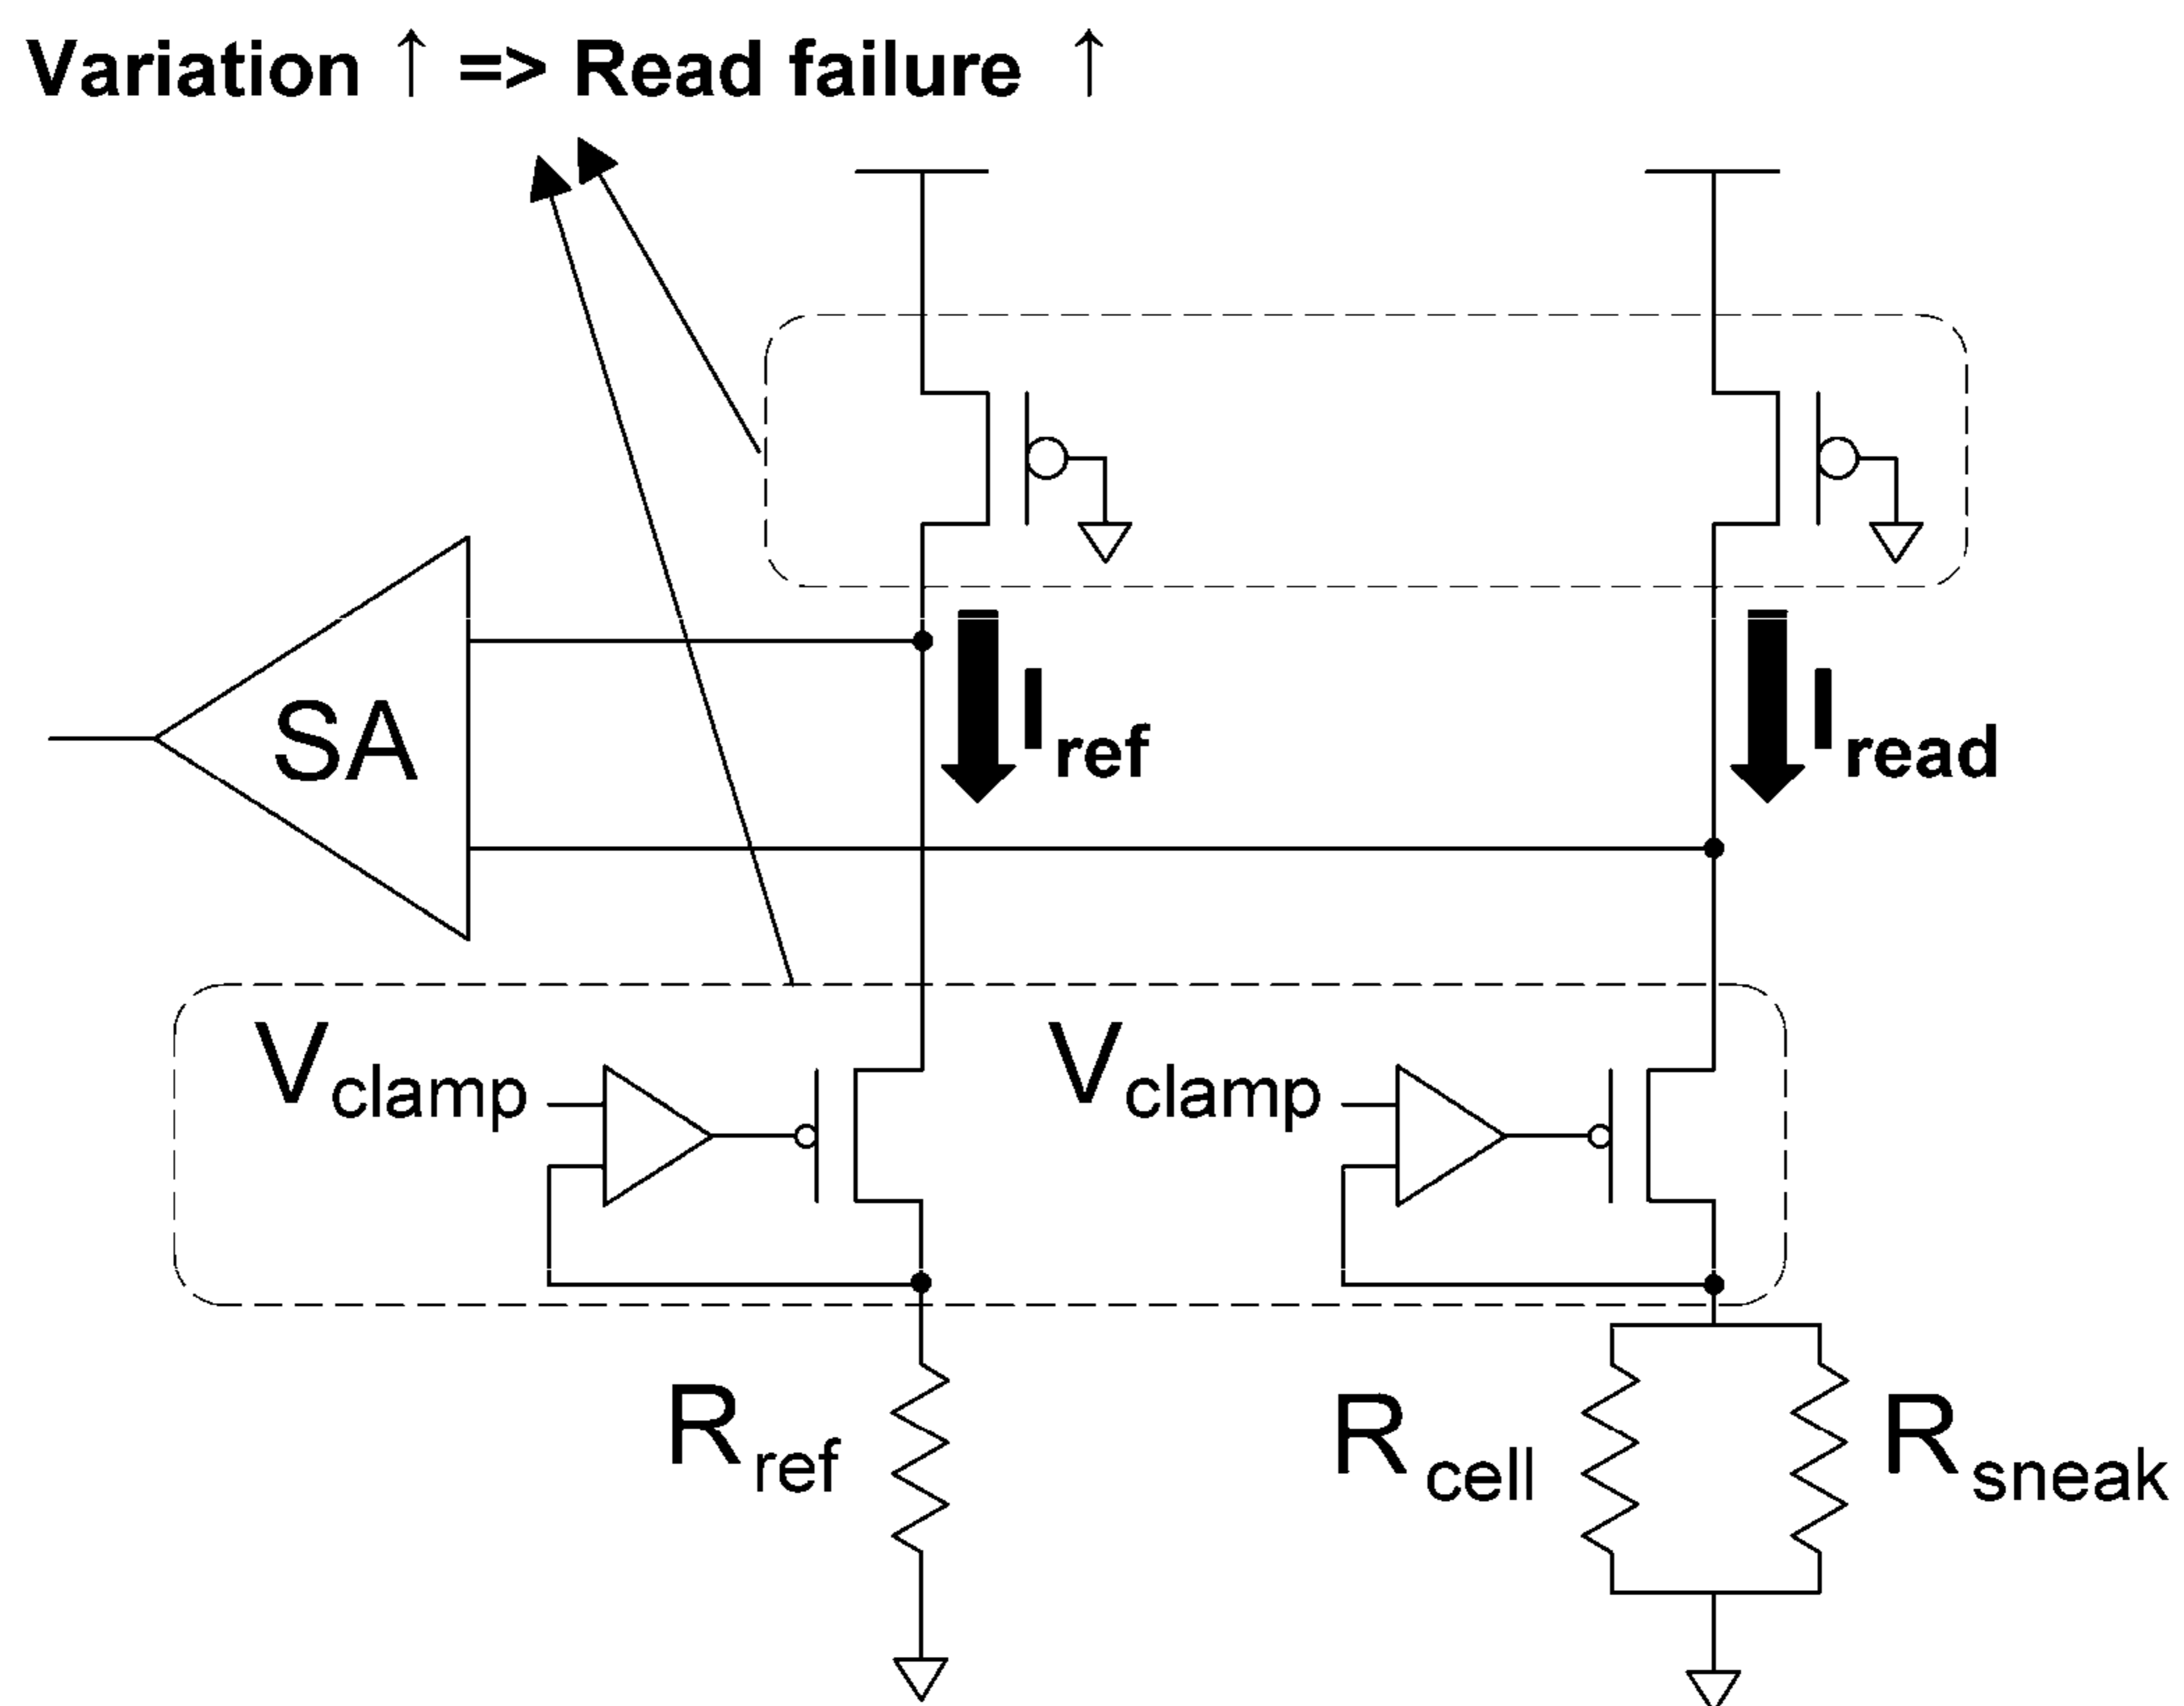 Variation ↑ => Read failure ↑
SA
I_ref
I_read
V_clamp
V_clamp
R_ref
R_cell
R_sneak